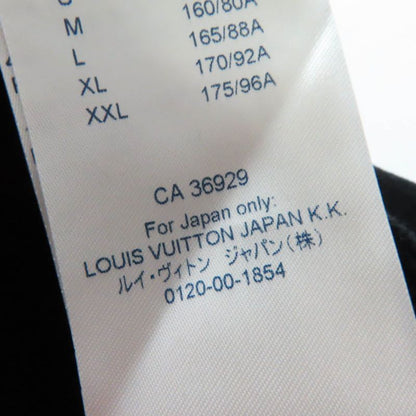 S 160/80A
M 165/88A
L 170/92A
XL 175/96A
XXL
CA 36929
For Japan only:
LOUIS VUITTON JAPAN K.K.
ルイ・ヴィトン ジャパン(株)
0120-00-1854